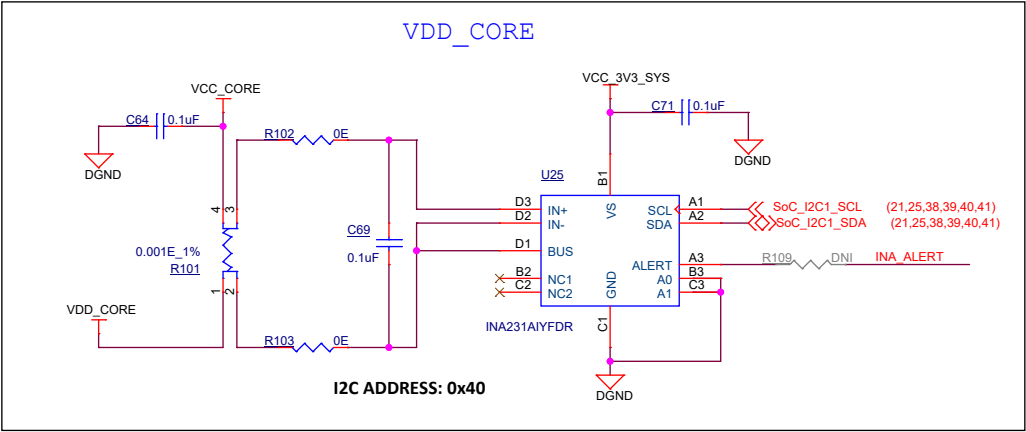 VDD_CORE
VCC_CORE
VCC_3V3_SYS
C64 0.1uF
C71 0.1uF
R102 0E
DGND
DGND
U25
B1
4 3
D3 IN+ VS SCL A1 SoC_I2C1_SCL (21,25,38,39,40,41)
D2 IN- SDA A2 SoC_I2C1_SDA (21,25,38,39,40,41)
C69
0.001E_1%
0.1uF
D1 BUS
R101
ALERT A3 R109 DNI INA_ALERT
B2 NC1 A0 B3
C2 NC2 GND A1 C3
1 2
VDD_CORE
C1
INA231AIYFDR
R103 0E
I2C ADDRESS: 0x40
DGND